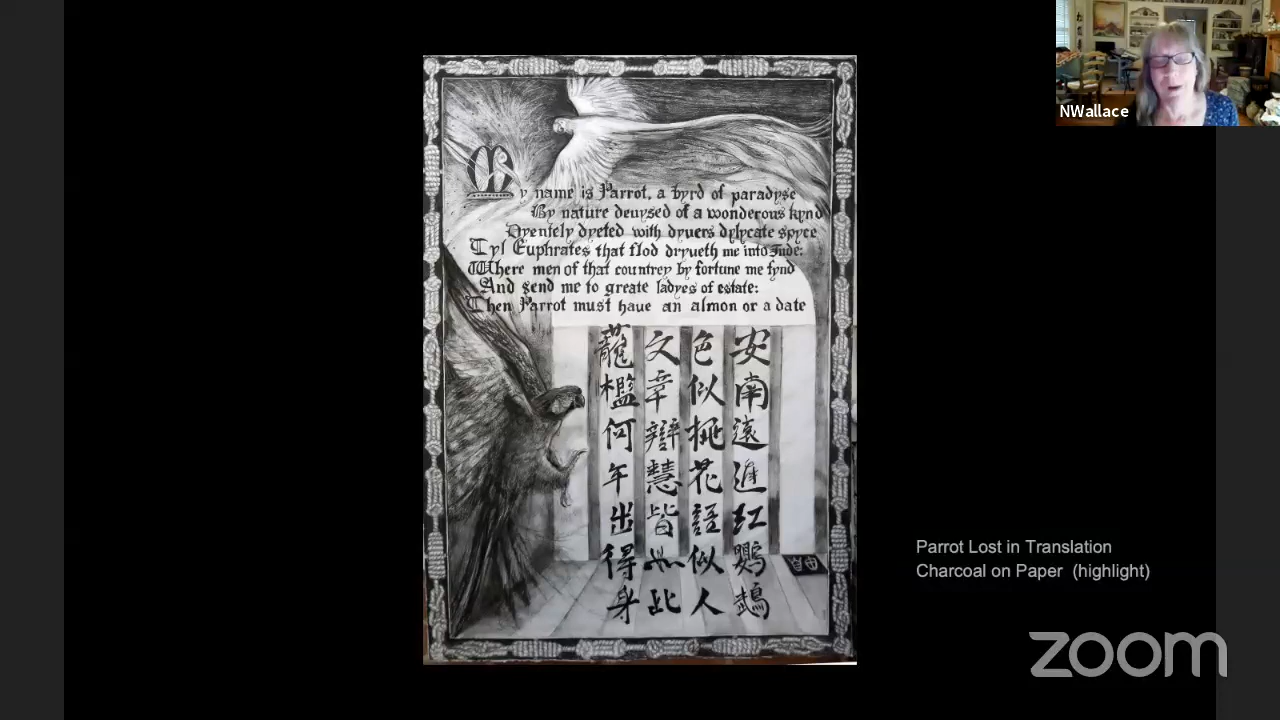 NWallace
My name is Parrot, a byrd of paradyse
By nature deuysed of a wonderous kynd
Dyentely dyeted with dyuers delycate spyce
Tyl Euphrates that flod dryueth me into Inde;
Where men of that countrey by fortune me fynd
And send me to greate ladyes of estate:
Then Parrot must haue an almon or a date
安南遠進紅鸚鵡
色似桃花語似人
文章辯慧皆如此
蘢檻何年出得身
自由
Parrot Lost in Translation
Charcoal on Paper (highlight)
zoom